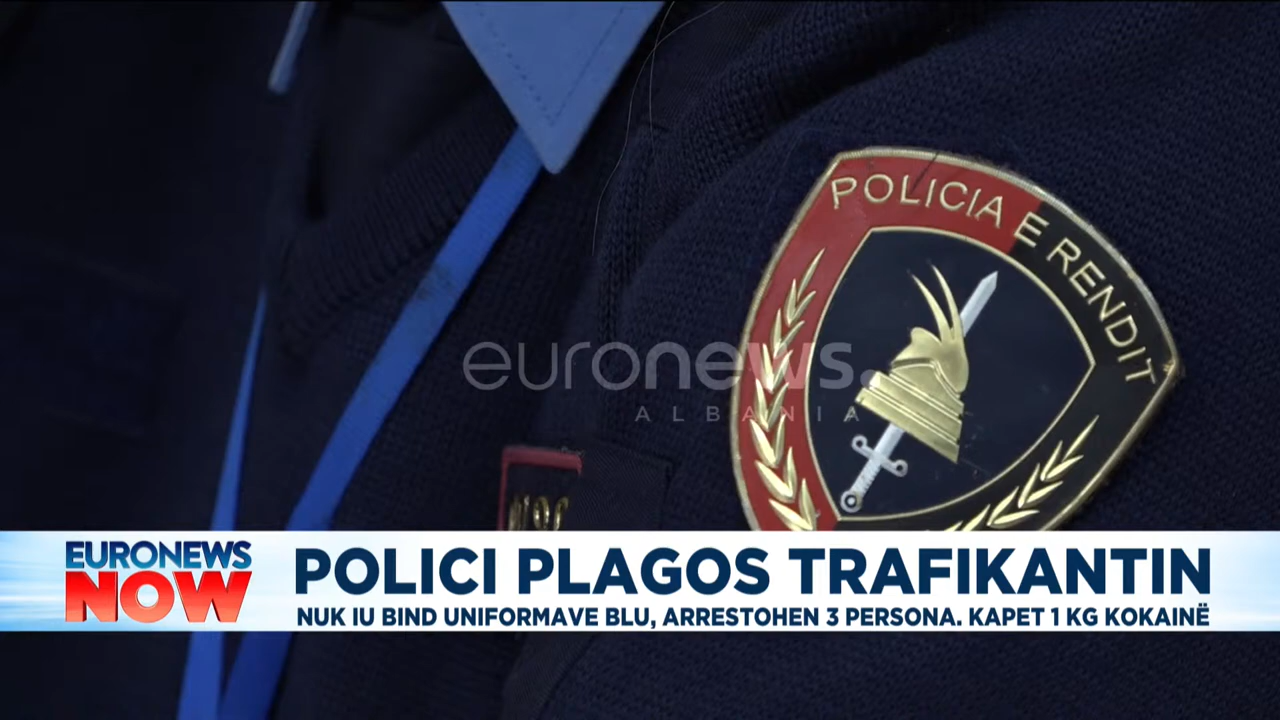 POLICIA E RENDIT
euronews.
ALBANIA
EURONEWS
NOW
POLICI PLAGOS TRAFIKANTIN
NUK IU BIND UNIFORMAVE BLU, ARRESTOHEN 3 PERSONA. KAPET 1 KG KOKAINË